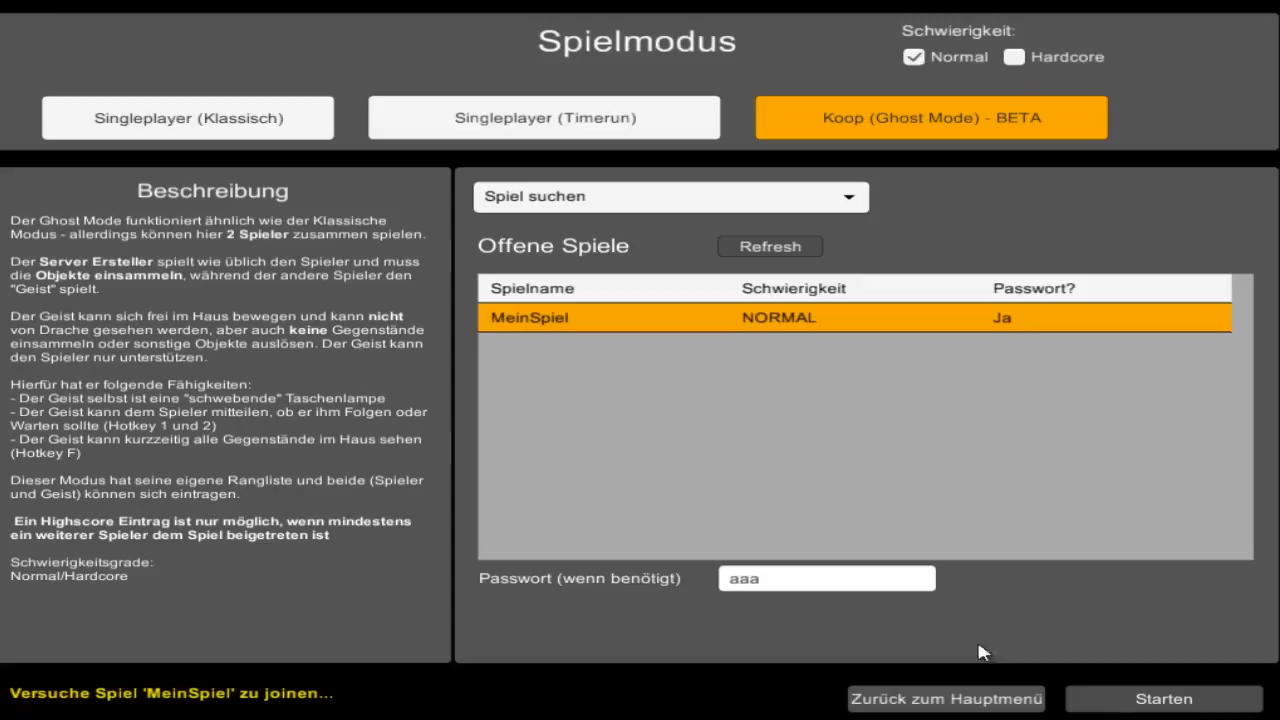 Spielmodus
Schwierigkeit:
Normal
Hardcore
Singleplayer (Klassisch)
Singleplayer (Timerun)
Koop (Ghost Mode) - BETA
Beschreibung
Der Ghost Mode funktioniert ähnlich wie der Klassische
Modus - allerdings können hier 2 Spieler zusammen spielen.
Der Server Ersteller spielt wie üblich den Spieler und muss
die Objekte einsammeln, während der andere Spieler den
"Geist" spielt.
Der Geist kann sich frei im Haus bewegen und kann nicht
von Drache gesehen werden, aber auch keine Gegenstände
einsammeln oder sonstige Objekte auslösen. Der Geist kann
den Spieler nur unterstützen.
Hierfür hat er folgende Fähigkeiten:
- Der Geist selbst ist eine "schwebende" Taschenlampe
- Der Geist kann dem Spieler mitteilen, ob er ihm Folgen oder
Warten sollte (Hotkey 1 und 2)
- Der Geist kann kurzzeitig alle Gegenstände im Haus sehen
(Hotkey F)
Dieser Modus hat seine eigene Rangliste und beide (Spieler
und Geist) können sich eintragen.
Ein Highscore Eintrag ist nur möglich, wenn mindestens
ein weiterer Spieler dem Spiel beigetreten ist
Schwierigkeitsgrade:
Normal/Hardcore
Spiel suchen
Offene Spiele
Refresh
Spielname Schwierigkeit Passwort?
MeinSpiel NORMAL Ja
Passwort (wenn benötigt)
aaa
Versuche Spiel 'MeinSpiel' zu joinen...
Zurück zum Hauptmenü
Starten